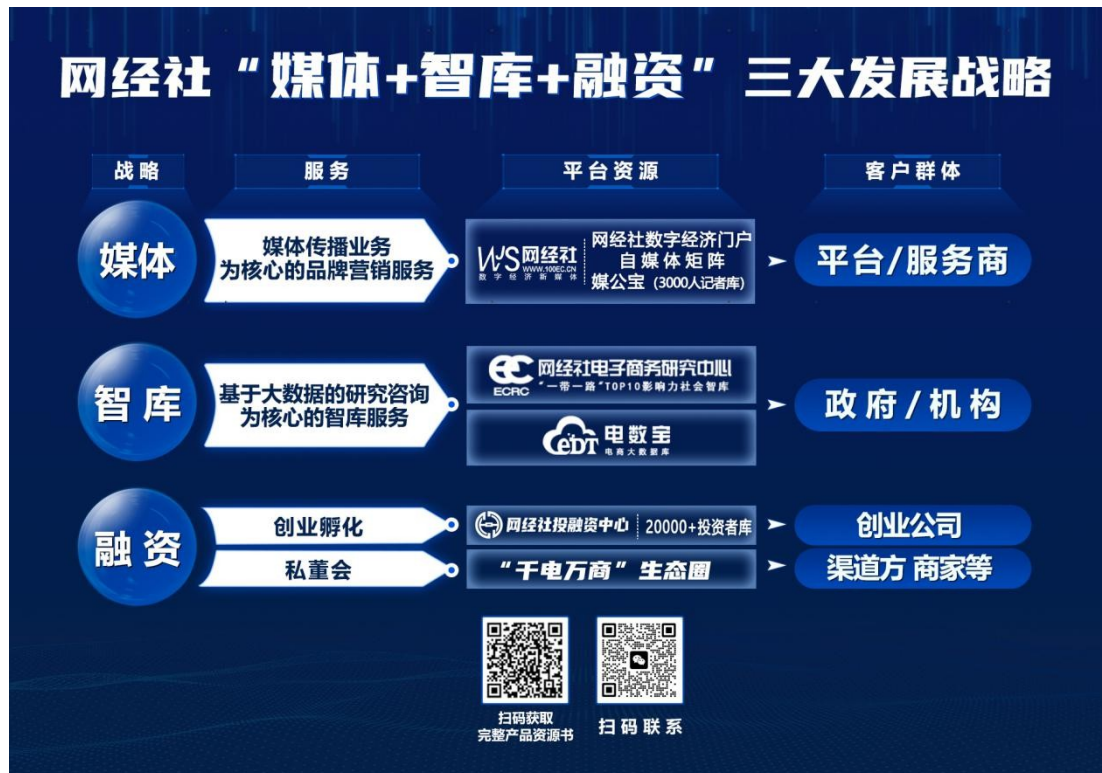 网经社“媒体+智库+融资”三大发展战略
战略 服务 平台资源 客户群体
媒体
媒体传播业务
为核心的品牌营销服务
WS网经社
WWW.100EC.CN
数字经济新媒体
网经社数字经济门户
自媒体矩阵
媒公宝（3000人记者库）
平台/服务商
智库
基于大数据的研究咨询
为核心的智库服务
ECRC
网经社电子商务研究中心
“一带一路”TOP10影响力社会智库
eDT
电数宝
电商大数据库
政府/机构
融资
创业孵化
网经社投融资中心
20000+投资者库
创业公司
私董会
“千电万商”生态圈
渠道方 商家等
扫码获取
完整产品资源书
扫码联系